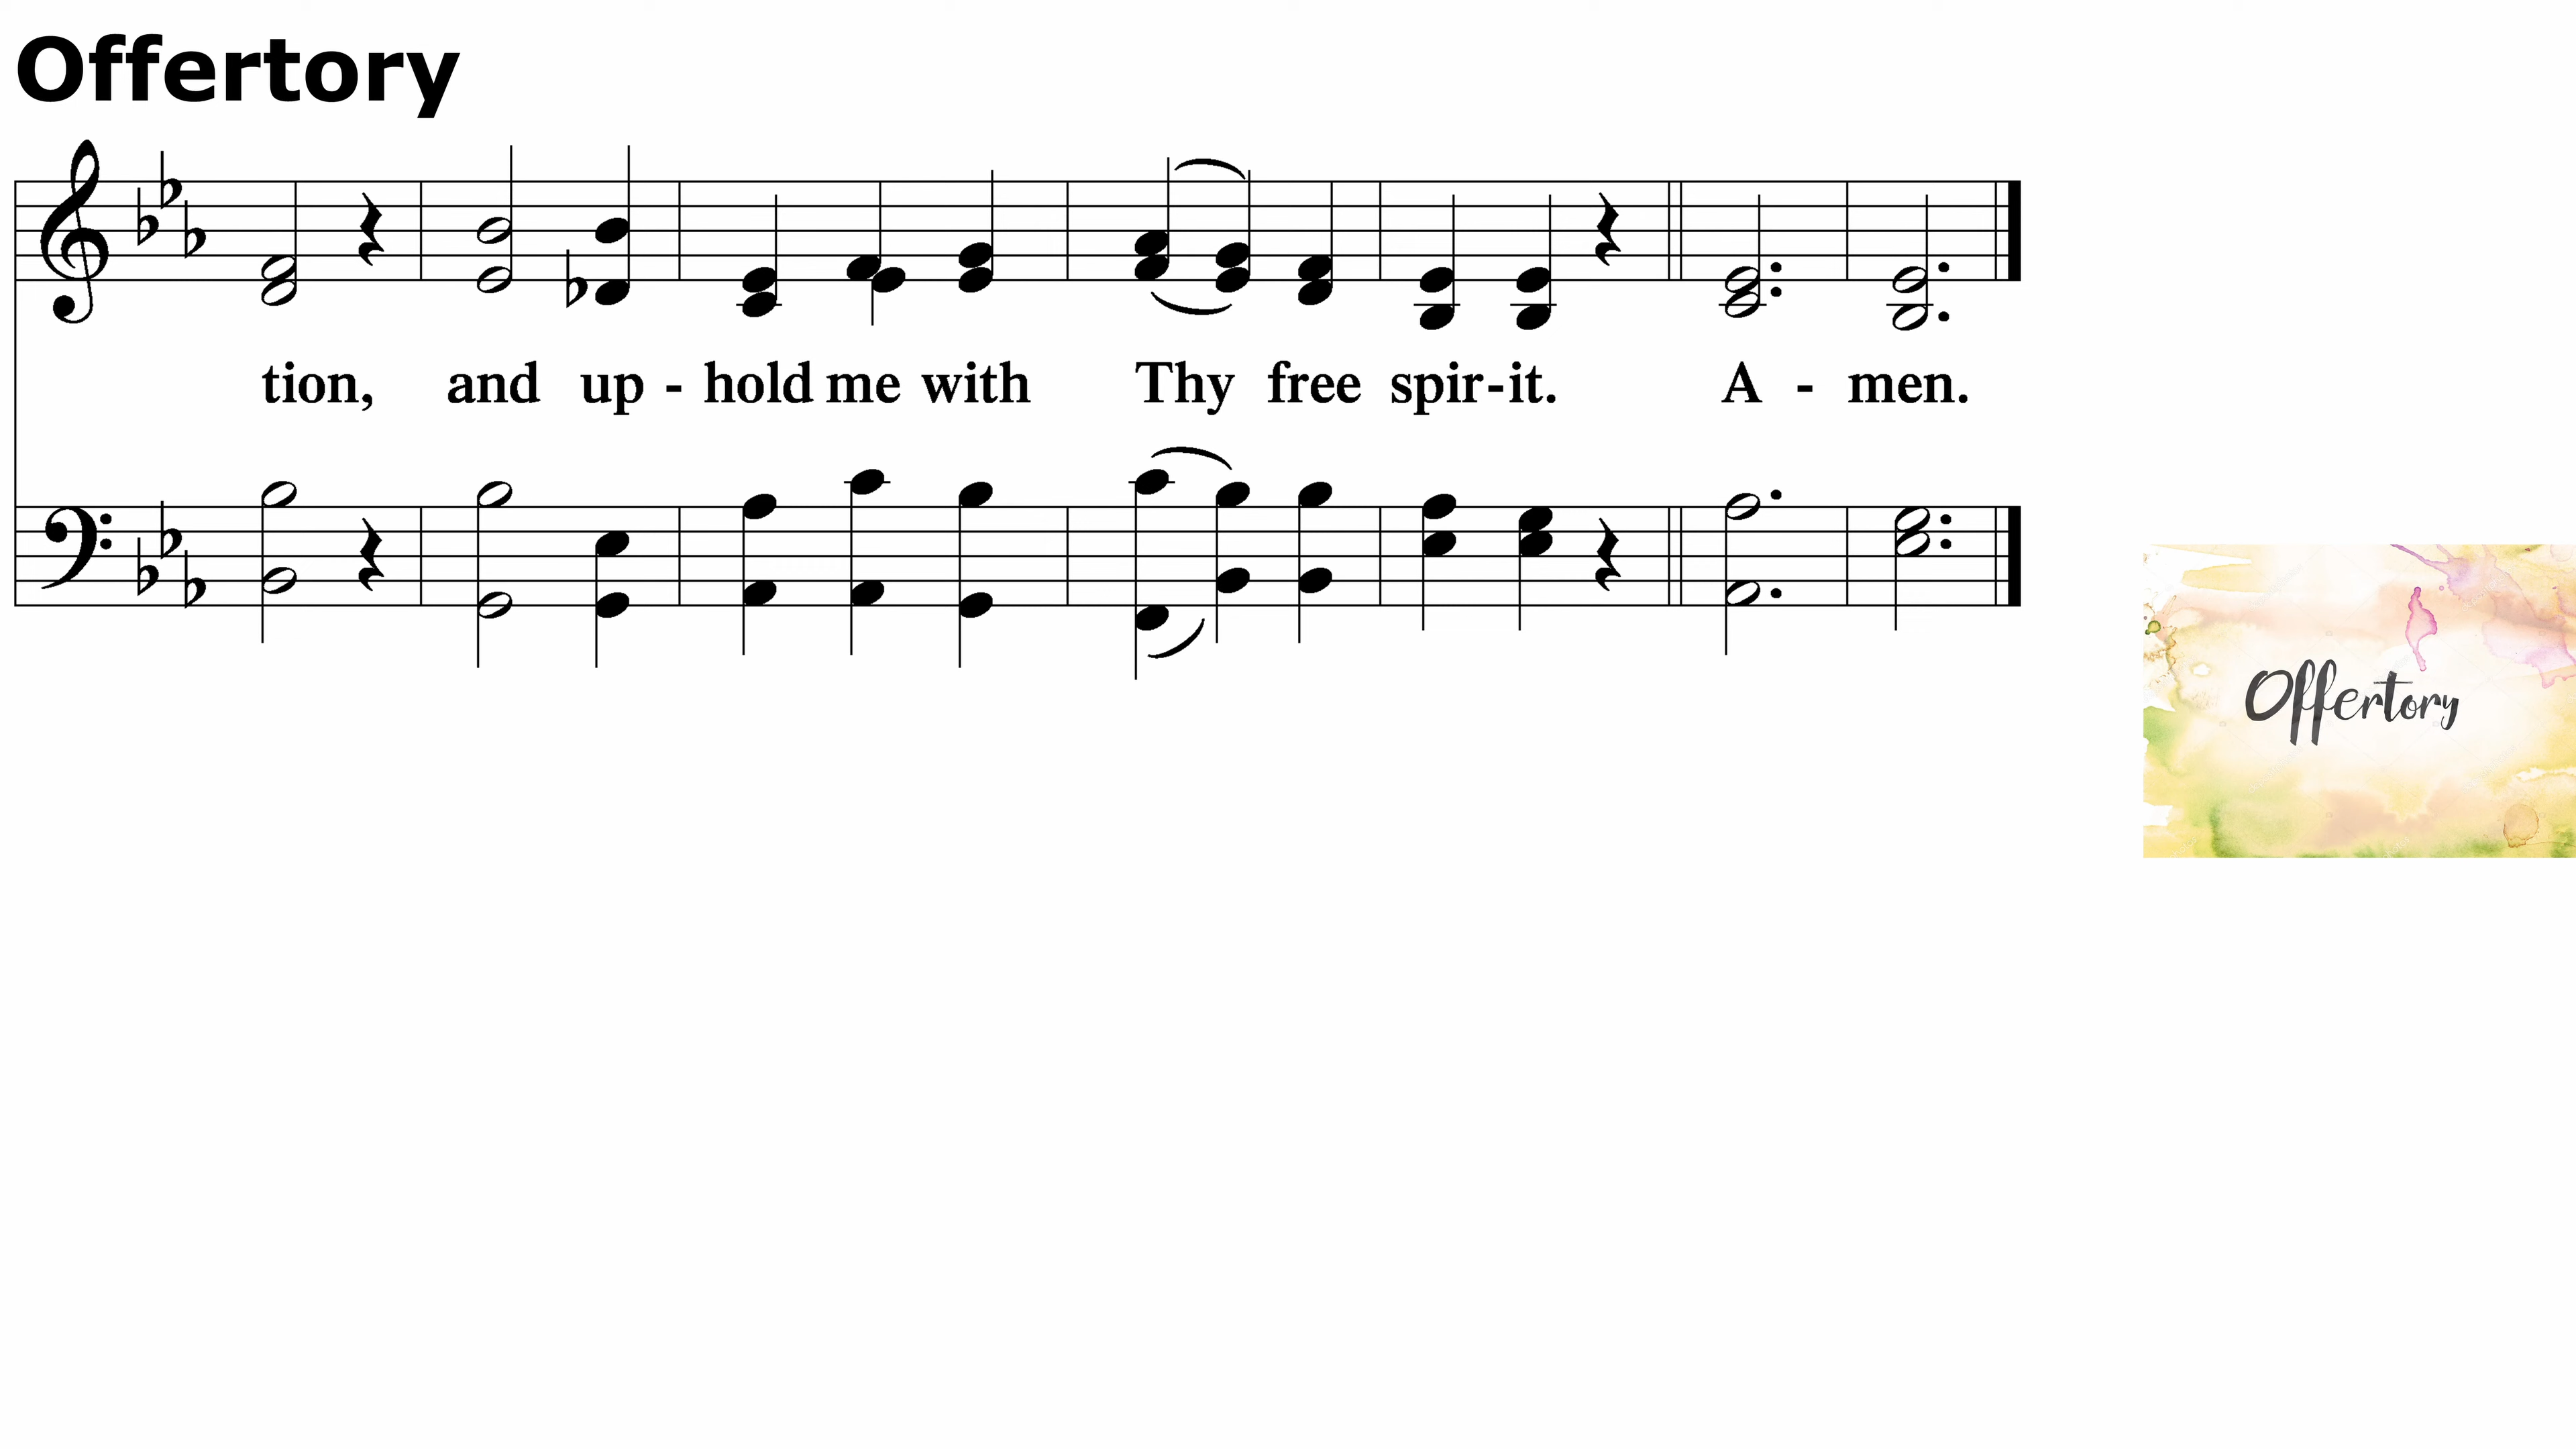 Offertory
tion, and up - hold me with Thy free spir-it. A - men.
Offertory